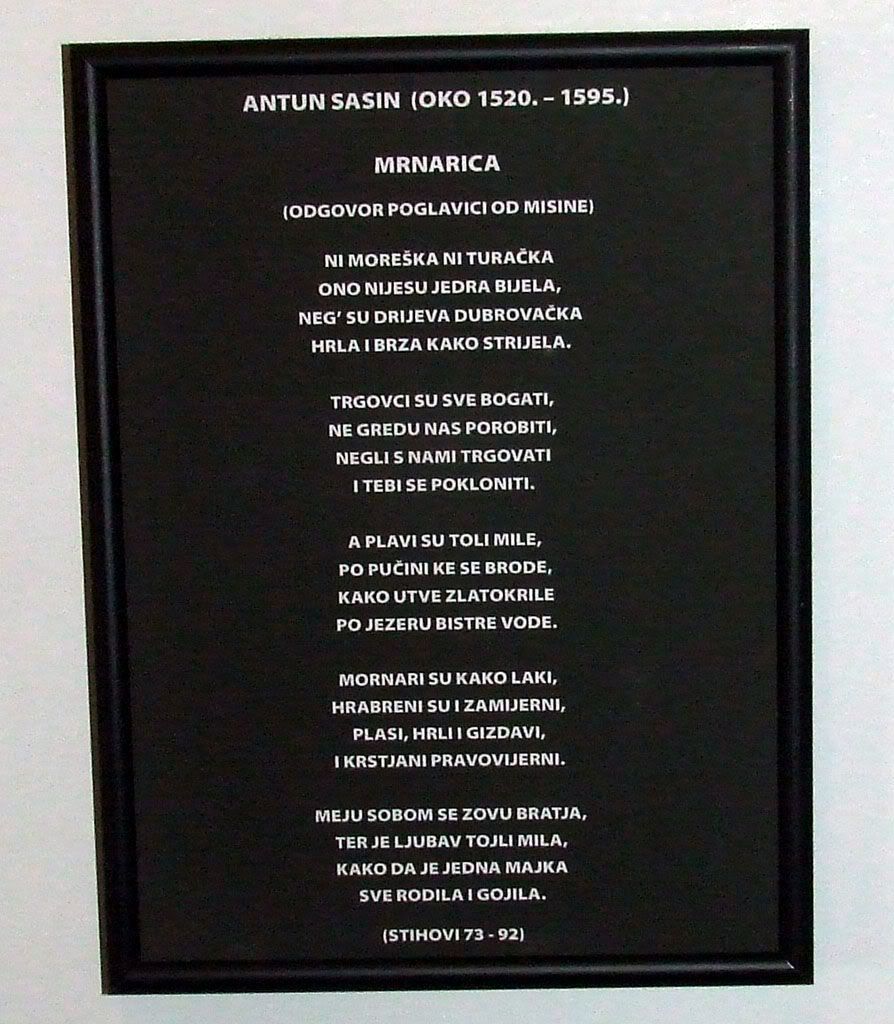 ANTUN SASIN (OKO 1520. – 1595.)
MRNARICA
(ODGOVOR POGLAVICI OD MISINE)
NI MOREŠKA NI TURAČKA
ONO NIJESU JEDRA BIJELA,
NEG’ SU DRIJEVA DUBROVAČKA
HRLA I BRZA KAKO STRIJELA.
TRGOVCI SU SVE BOGATI,
NE GREDU NAS POROBITI,
NEGLI S NAMI TRGOVATI
I TEBI SE POKLONITI.
A PLAVI SU TOLI MILE,
PO PUČINI KE SE BRODE,
KAKO UTVE ZLATOKRILE
PO JEZERU BISTRE VODE.
MORNARI SU KAKO LAKI,
HRABRENI SU I ZAMIJERNI,
PLASI, HRLI I GIZDAVI,
I KRSTJANI PRAVOVIJERNI.
MEJU SOBOM SE ZOVU BRATJA,
TER JE LJUBAV TOJLI MILA,
KAKO DA JE JEDNA MAJKA
SVE RODILA I GOJILA.
(STIHOVI 73 - 92)